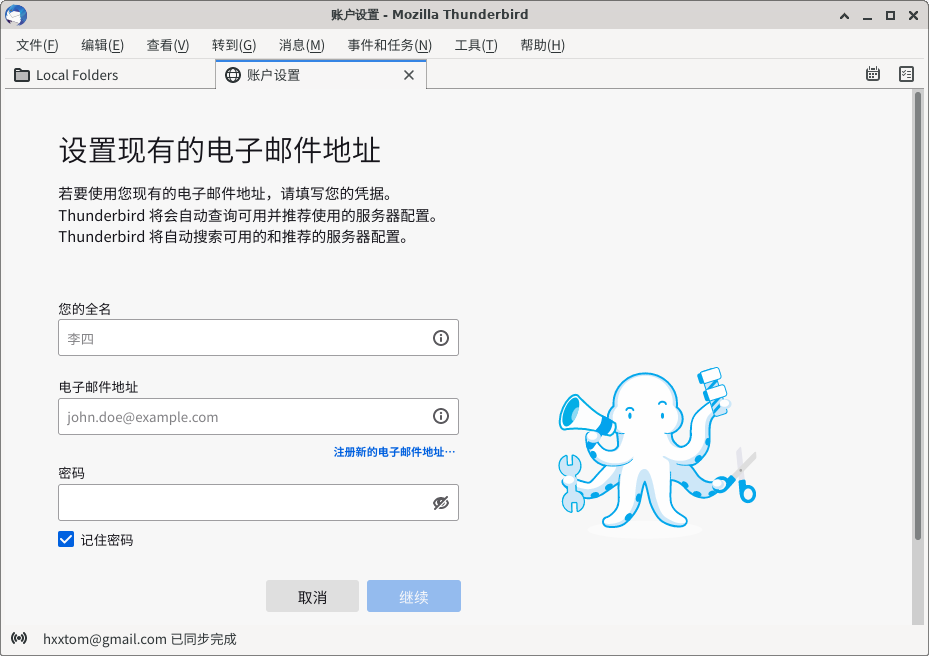 账户设置 - Mozilla Thunderbird
文件(F) 编辑(E) 查看(V) 转到(G) 消息(M) 事件和任务(N) 工具(T) 帮助(H)
Local Folders 账户设置
设置现有的电子邮件地址
若要使用您现有的电子邮件地址，请填写您的凭据。
Thunderbird 将会自动查询可用并推荐使用的服务器配置。
Thunderbird 将自动搜索可用的和推荐的服务器配置。
您的全名
李四
电子邮件地址
john.doe@example.com
注册新的电子邮件地址…
密码
记住密码
取消 继续
hxxtom@gmail.com 已同步完成